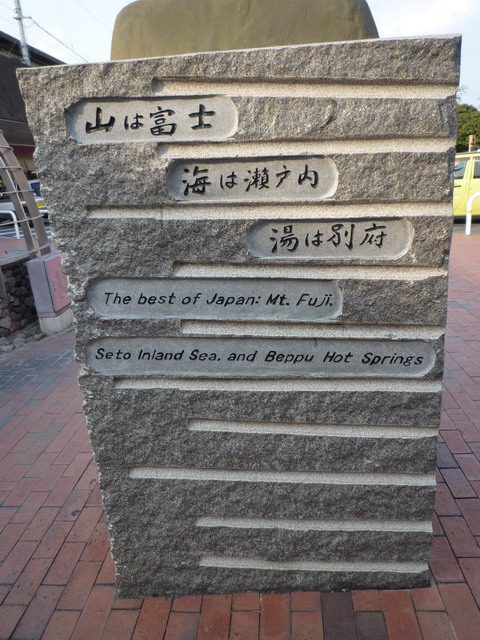 山は富士
海は瀬戸内
湯は別府
The best of Japan: Mt. Fuji,
Seto Inland Sea, and Beppu Hot Springs